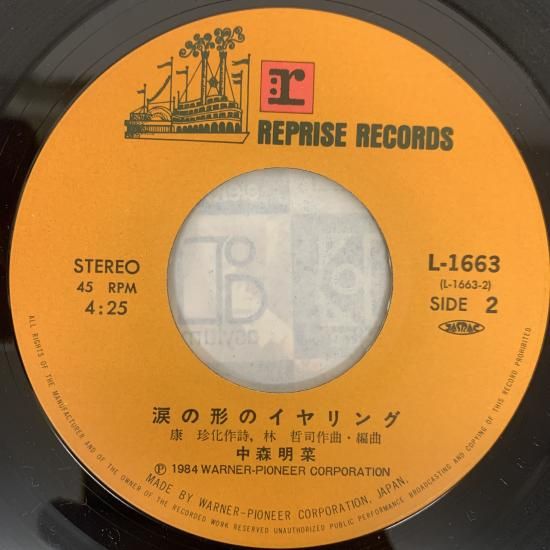 r
REPRISE RECORDS
STEREO
45 RPM
4:25
L-1663
(L-1663-2)
SIDE 2
JASRAC
涙の形のイヤリング
康 珍化作詩, 林 哲司作曲・編曲
中森明菜
Ⓟ 1984 WARNER-PIONEER CORPORATION
MADE BY WARNER-PIONEER CORPORATION, JAPAN,
ALL RIGHTS OF THE MANUFACTURER AND OF THE OWNER OF THE RECORDED WORK RESERVED UNAUTHORIZED PUBLIC PERFORMANCE BROADCASTING AND COPYING OF THIS RECORD PROHIBITED
asylum